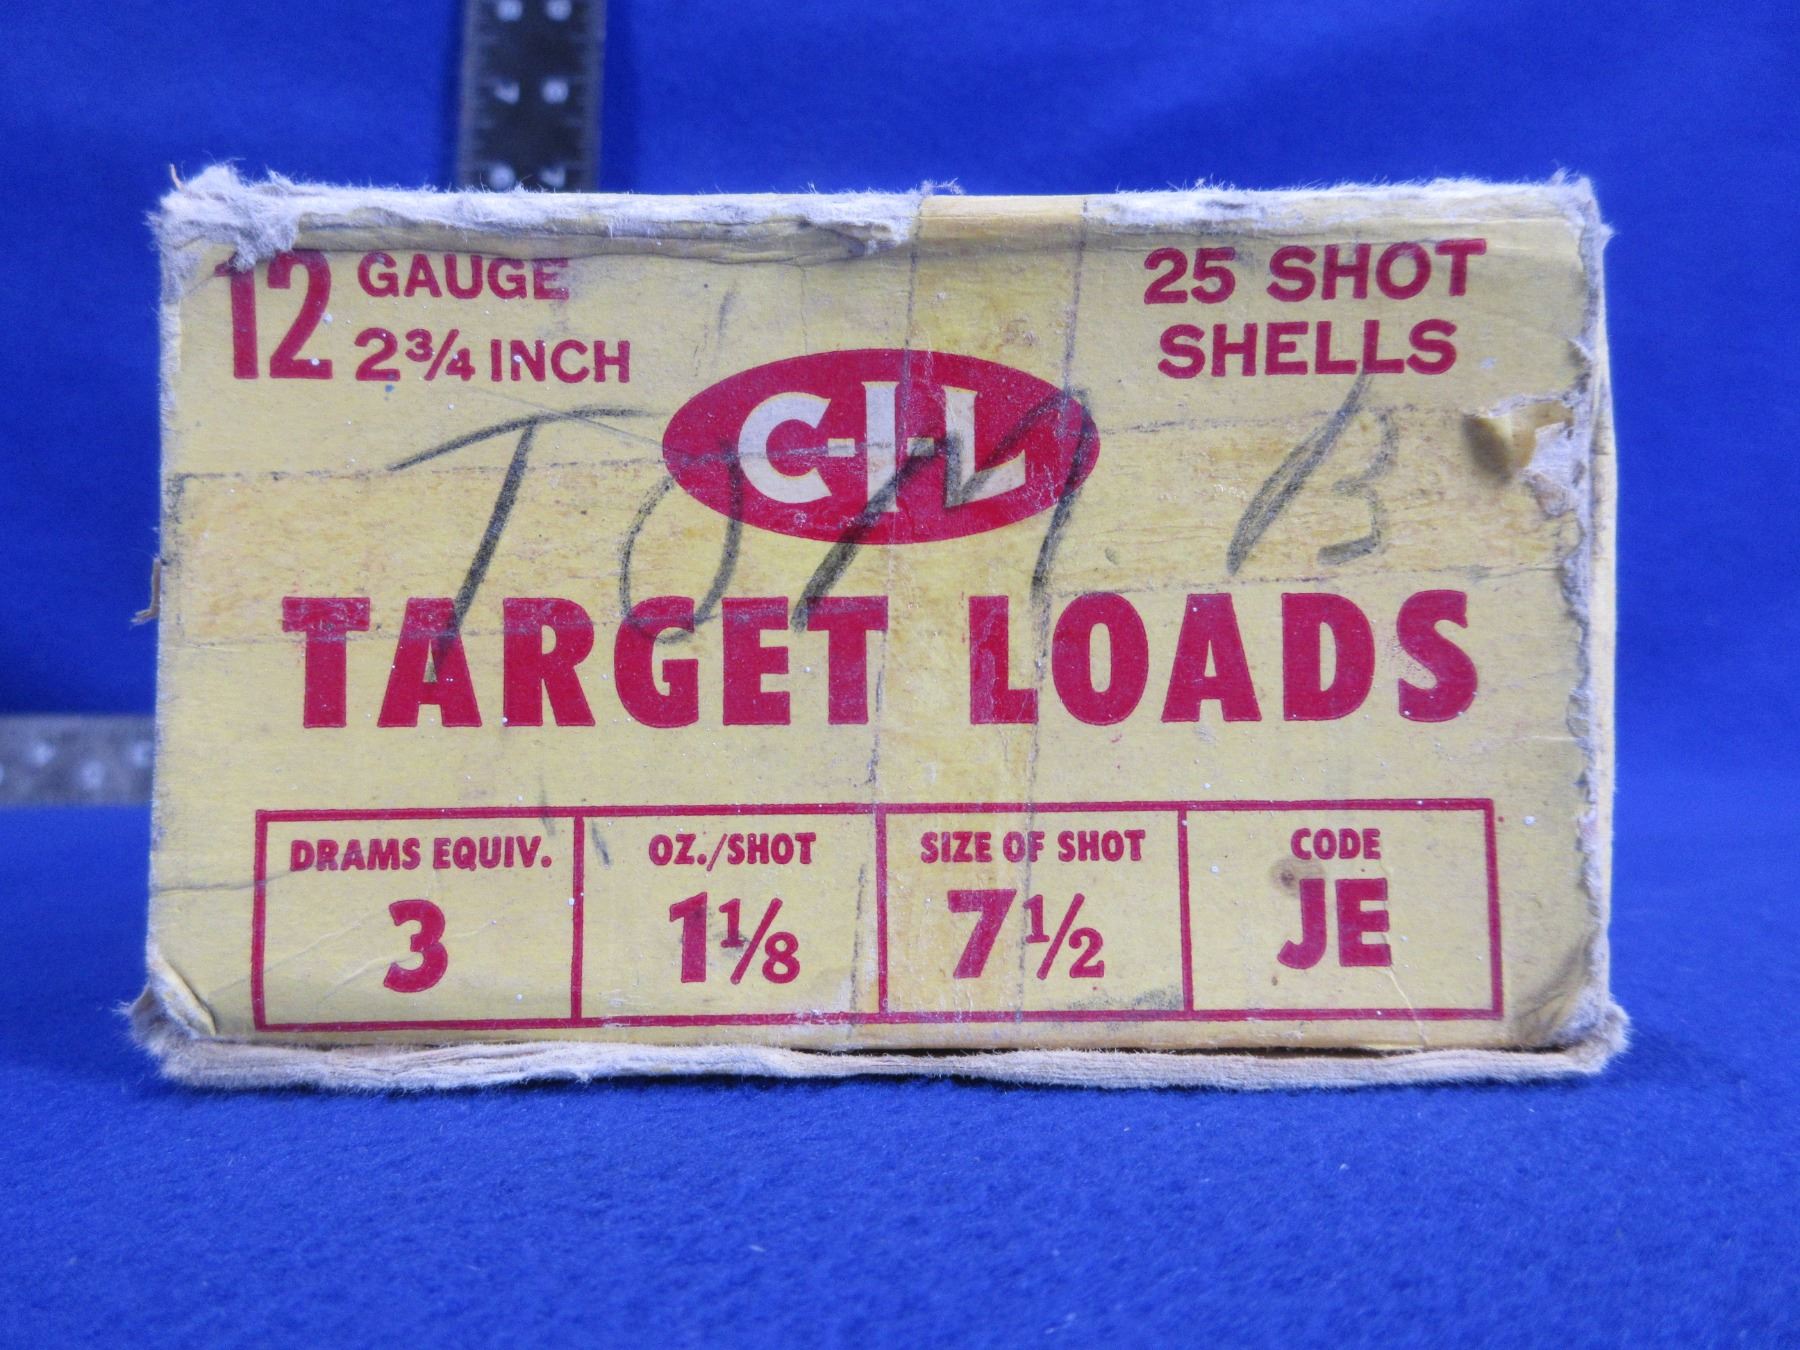 12 GAUGE
2¾ INCH
25 SHOT
SHELLS
C-I-L
TOM B
TARGET LOADS
DRAMS EQUIV.
3
OZ./SHOT
1⅛
SIZE OF SHOT
7½
CODE
JE